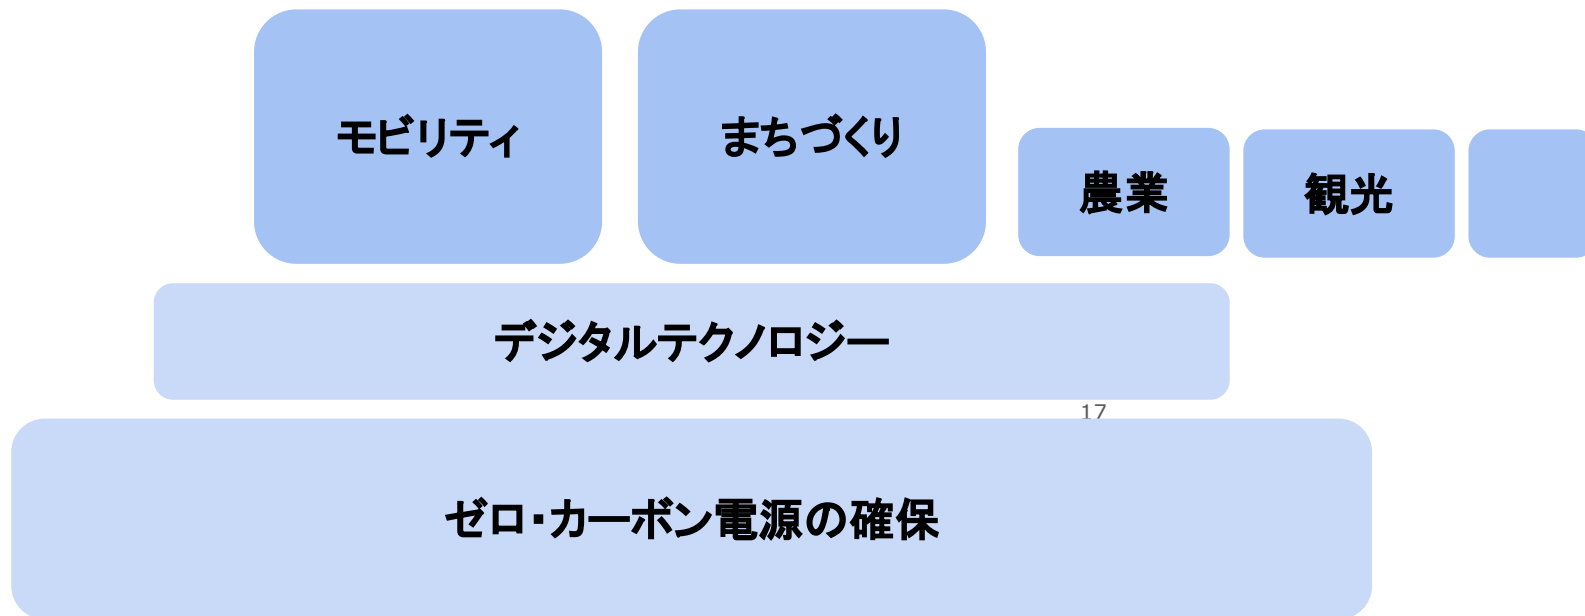 モビリティ
まちづくり
農業
観光
デジタルテクノロジー
17
ゼロ・カーボン電源の確保